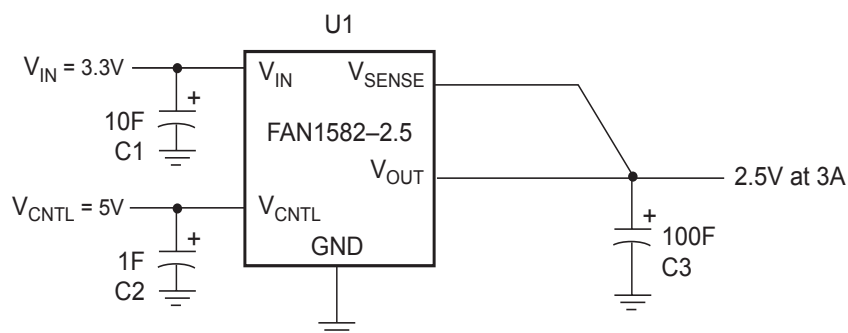 U1
V_IN = 3.3V
V_IN
V_SENSE
10F
C1
FAN1582–2.5
V_OUT
2.5V at 3A
V_CNTL = 5V
V_CNTL
GND
1F
C2
100F
C3
+
+
+